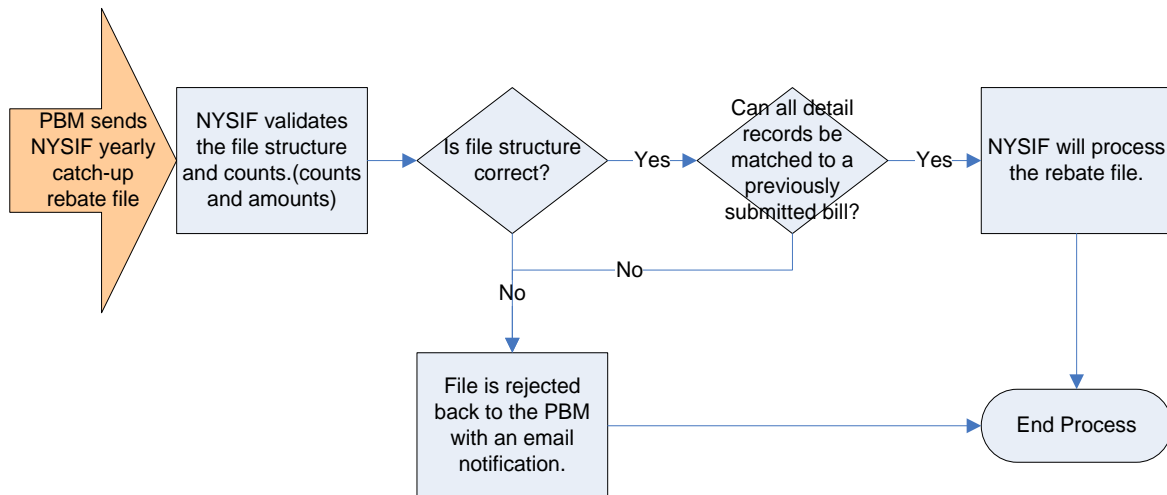 PBM sends
NYSIF yearly
catch-up
rebate file
NYSIF validates
the file structure
and counts.(counts
and amounts)
Is file structure
correct?
Yes
Can all detail
records be
matched to a
previously
submitted bill?
Yes
NYSIF will process
the rebate file.
No
No
File is rejected
back to the PBM
with an email
notification.
End Process